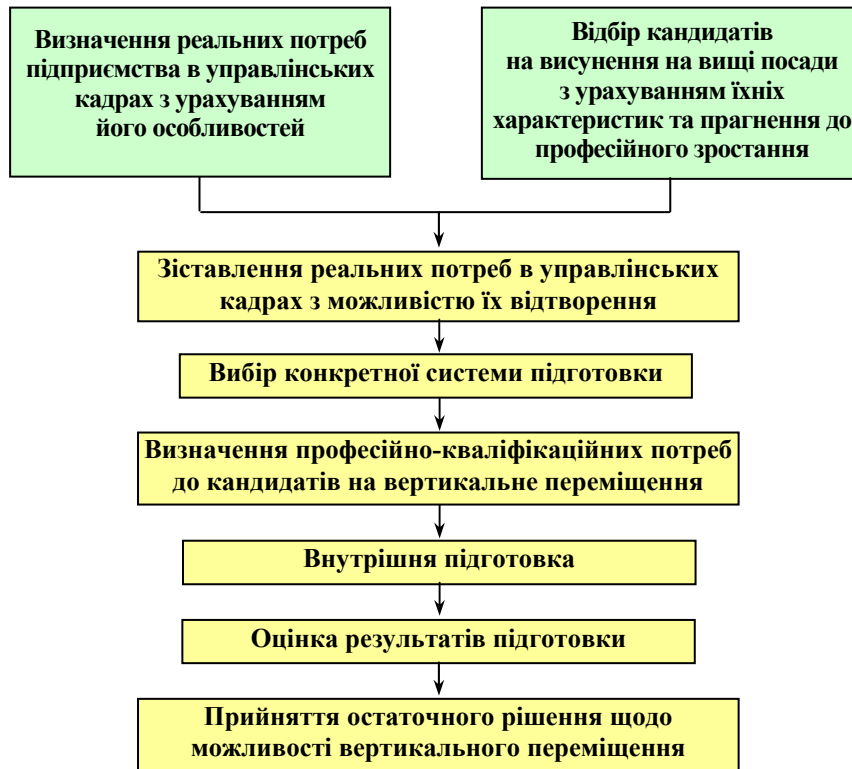 Визначення реальних потреб
підприємства в управлінських
кадрах з урахуванням
його особливостей
Відбір кандидатів
на висунення на вищі посади
з урахуванням їхніх
характеристик та прагнення до
професійного зростання
Зіставлення реальних потреб в управлінських
кадрах з можливістю їх відтворення
Вибір конкретної системи підготовки
Визначення професійно-кваліфікаційних потреб
до кандидатів на вертикальне переміщення
Внутрішня підготовка
Оцінка результатів підготовки
Прийняття остаточного рішення щодо
можливості вертикального переміщення